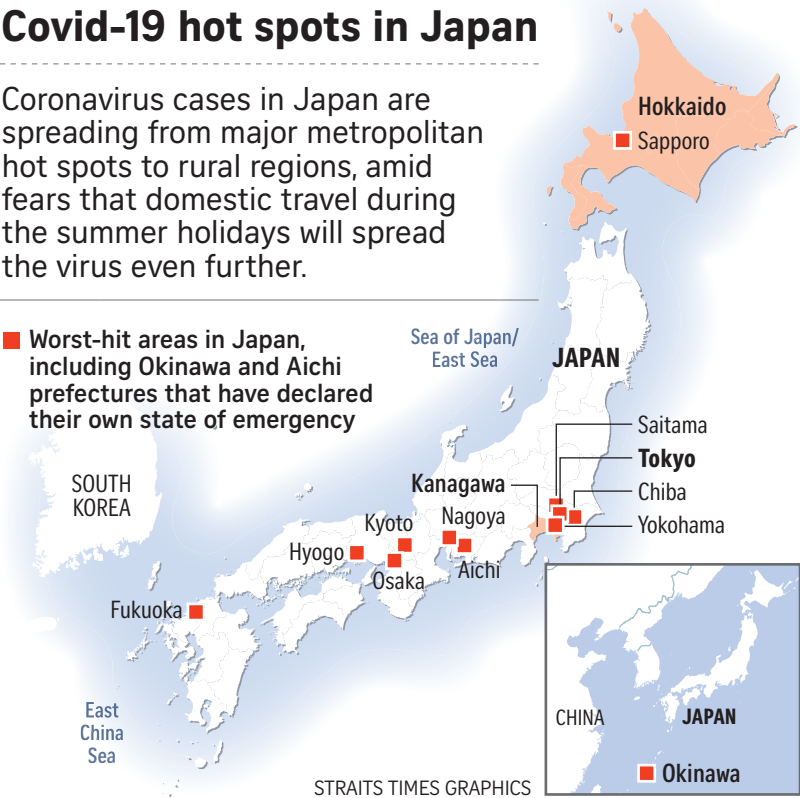 Covid-19 hot spots in Japan
Coronavirus cases in Japan are
spreading from major metropolitan
hot spots to rural regions, amid
fears that domestic travel during
the summer holidays will spread
the virus even further.
Worst-hit areas in Japan,
including Okinawa and Aichi
prefectures that have declared
their own state of emergency
Hokkaido
Sapporo
Sea of Japan/
East Sea
JAPAN
Saitama
Tokyo
Chiba
Yokohama
Kanagawa
SOUTH
KOREA
Kyoto
Nagoya
Hyogo
Osaka
Aichi
Fukuoka
East
China
Sea
CHINA
JAPAN
Okinawa
STRAITS TIMES GRAPHICS